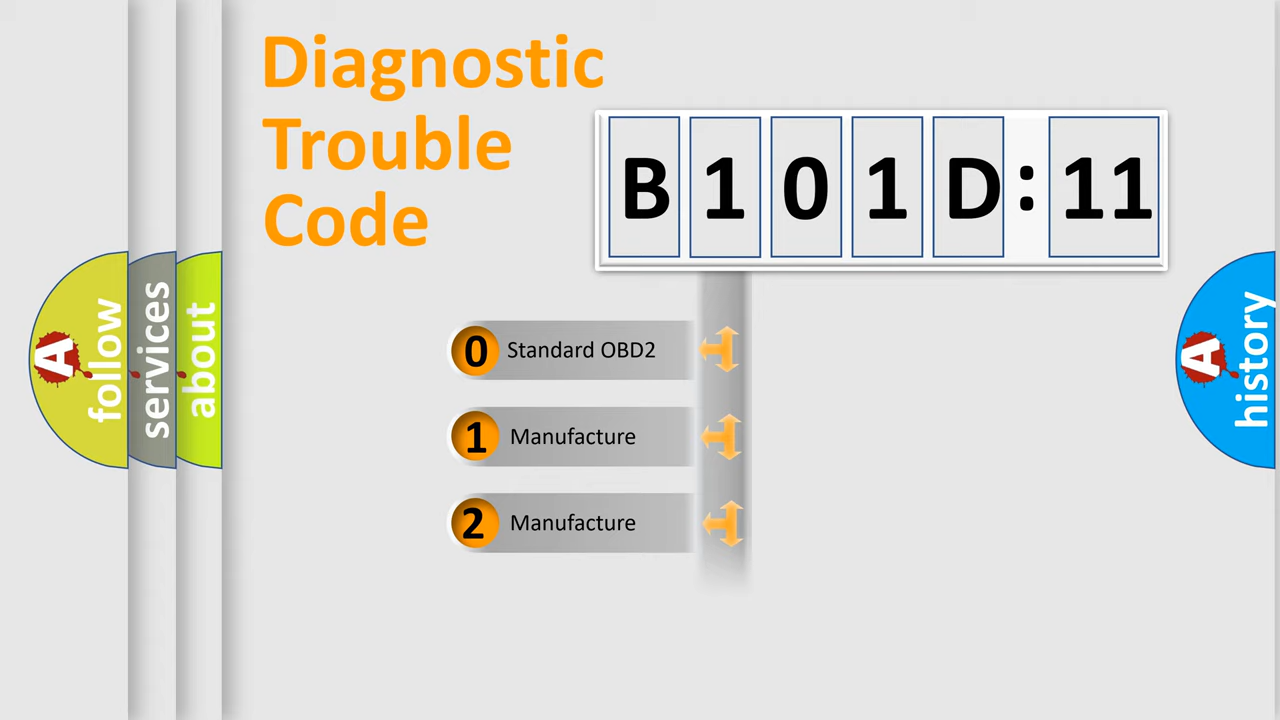 Diagnostic
Trouble
Code
B 1 0 1 D : 11
0 Standard OBD2
1 Manufacture
2 Manufacture
A follow
services
about
A history